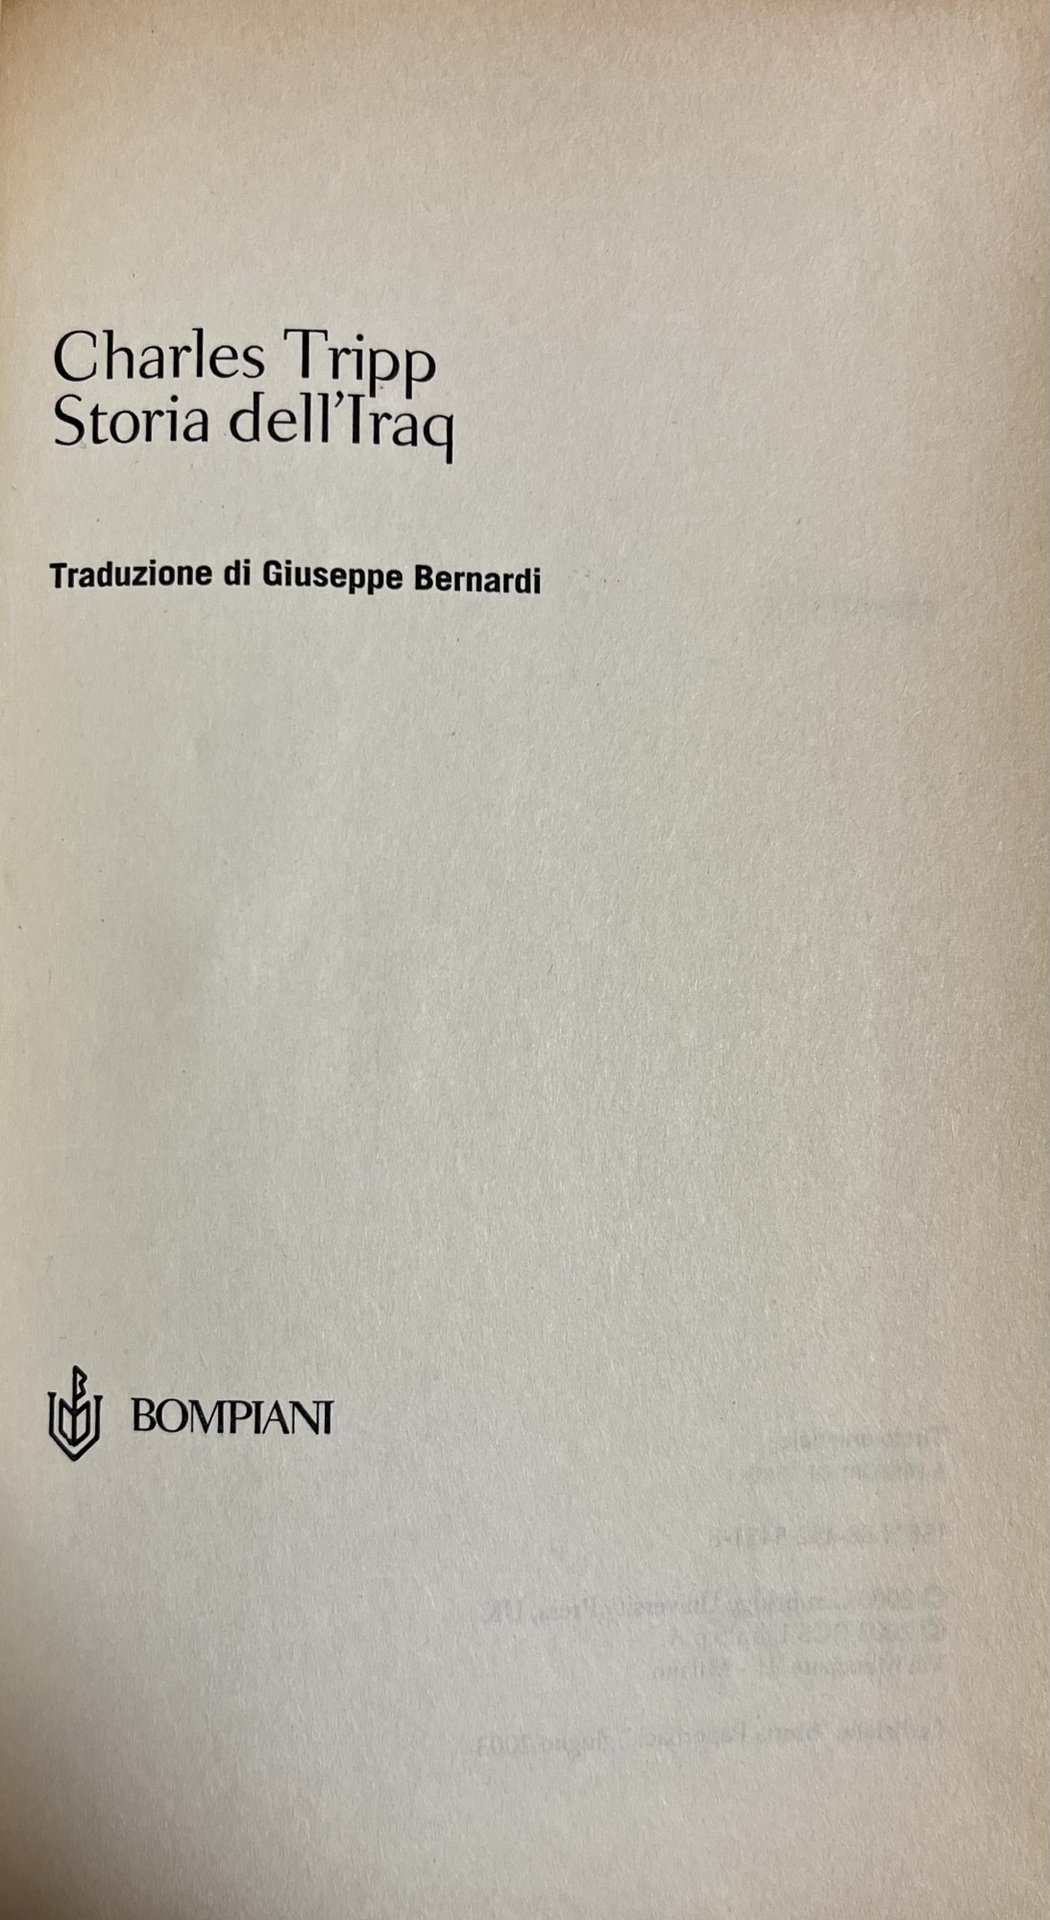 Charles Tripp
Storia dell'Iraq
Traduzione di Giuseppe Bernardi
BOMPIANI